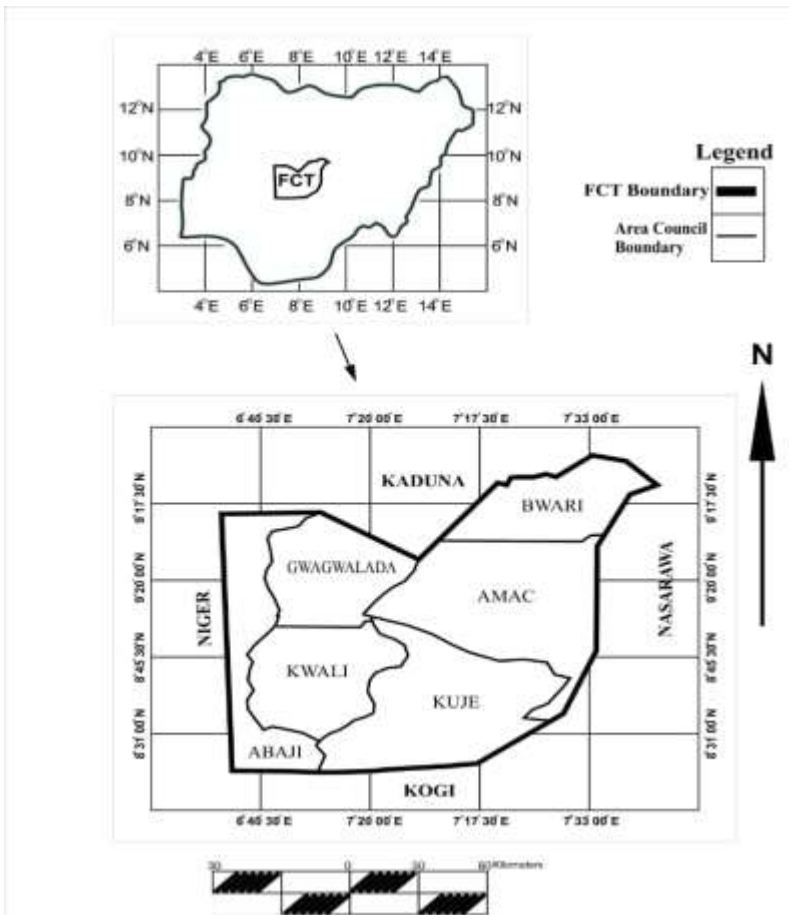 4°E 6°E 8°E 10°E 12°E 14°E
12°N 12°N
10°N 10°N
FCT
8°N 8°N
6°N 6°N
4°E 6°E 8°E 10°E 12°E 14°E
Legend
FCT Boundary
Area Council
Boundary
N
6°40'30"E 7°20'00"E 7°17'30"E 7°33'00"E
KADUNA
9°17'30"N 9°17'30"N
BWARI
GWAGWALADA
9°20'00"N 9°20'00"N
AMAC
NIGER
NASARAWA
8°45'30"N 8°45'30"N
KWALI
KUJE
8°31'00"N 8°31'00"N
ABAJI
KOGI
6°40'30"E 7°20'00"E 7°17'30"E 7°33'00"E
30 0 30 60 Kilometers